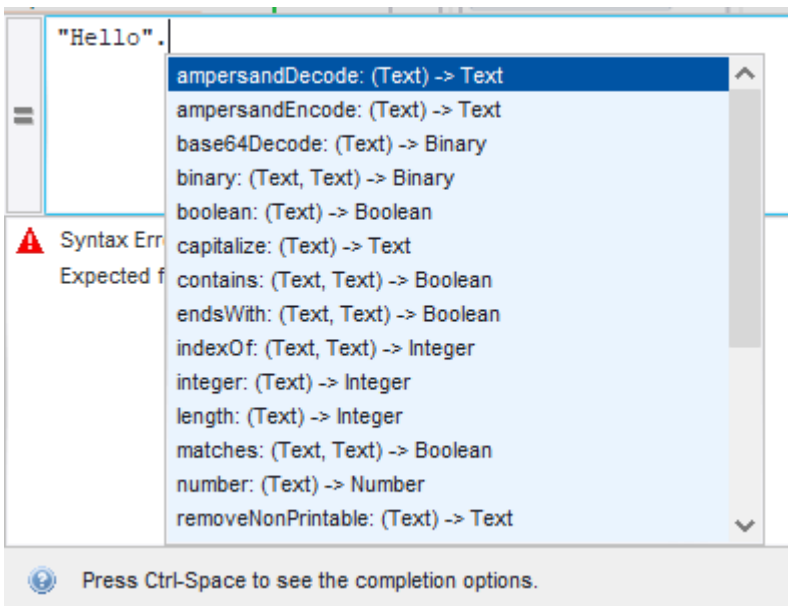 "Hello".
ampersandDecode: (Text) -> Text
ampersandEncode: (Text) -> Text
base64Decode: (Text) -> Binary
binary: (Text, Text) -> Binary
boolean: (Text) -> Boolean
capitalize: (Text) -> Text
contains: (Text, Text) -> Boolean
endsWith: (Text, Text) -> Boolean
indexOf: (Text, Text) -> Integer
integer: (Text) -> Integer
length: (Text) -> Integer
matches: (Text, Text) -> Boolean
number: (Text) -> Number
removeNonPrintable: (Text) -> Text
Syntax Err
Expected f
Press Ctrl-Space to see the completion options.